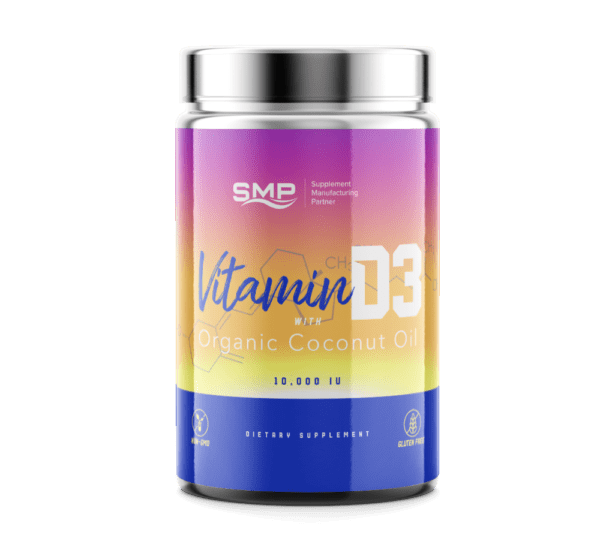 SMP
Supplement
Manufacturing
Partner
CH
Vitamin D3
WITH
Organic Coconut Oil
10,000 IU
NON-GMO
DIETARY SUPPLEMENT
GLUTEN FREE